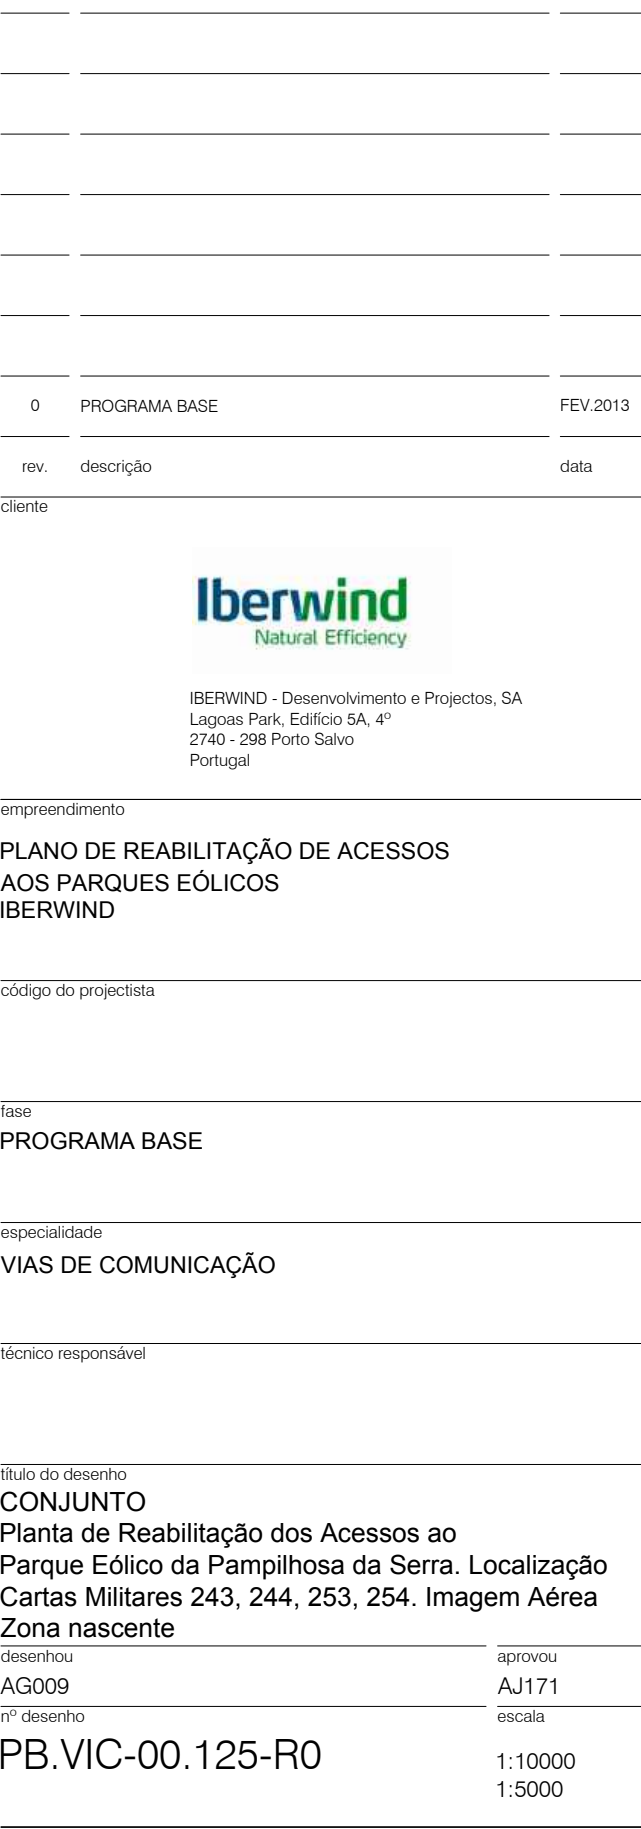 0 PROGRAMA BASE FEV.2013
rev. descrição data
cliente
Iberwind
Natural Efficiency
IBERWIND - Desenvolvimento e Projectos, SA
Lagoas Park, Edifício 5A, 4º
2740 - 298 Porto Salvo
Portugal
empreendimento
PLANO DE REABILITAÇÃO DE ACESSOS
AOS PARQUES EÓLICOS
IBERWIND
código do projectista
fase
PROGRAMA BASE
especialidade
VIAS DE COMUNICAÇÃO
técnico responsável
título do desenho
CONJUNTO
Planta de Reabilitação dos Acessos ao
Parque Eólico da Pampilhosa da Serra. Localização
Cartas Militares 243, 244, 253, 254. Imagem Aérea
Zona nascente
desenhou aprovou
AG009 AJ171
nº desenho escala
PB.VIC-00.125-R0 1:10000
1:5000